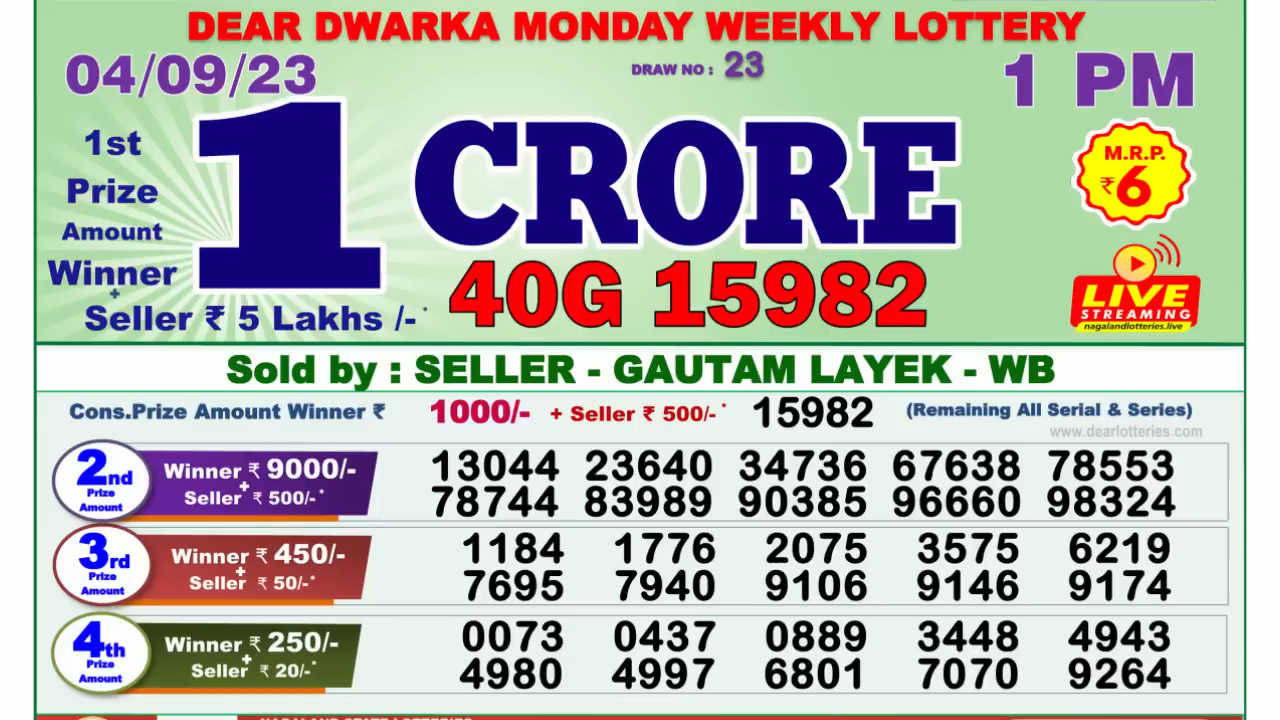 DEAR DWARKA MONDAY WEEKLY LOTTERY
04/09/23
DRAW NO : 23
1 PM
1st
Prize
Amount
Winner
+
Seller ₹ 5 Lakhs /-*
1 CRORE
40G 15982
M.R.P.
₹6
LIVE
STREAMING
nagalandlotteries.live
Sold by : SELLER - GAUTAM LAYEK - WB
Cons.Prize Amount Winner ₹ 1000/- + Seller ₹ 500/-* 15982 (Remaining All Serial & Series)
www.dearlotteries.com
2nd
Prize
Amount
Winner ₹ 9000/-
+
Seller ₹ 500/-*
13044 23640 34736 67638 78553
78744 83989 90385 96660 98324
3rd
Prize
Amount
Winner ₹ 450/-
+
Seller ₹ 50/-*
1184 1776 2075 3575 6219
7695 7940 9106 9146 9174
4th
Prize
Amount
Winner ₹ 250/-
+
Seller ₹ 20/-*
0073 0437 0889 3448 4943
4980 4997 6801 7070 9264
NAGALAND STATE LOTTERIES